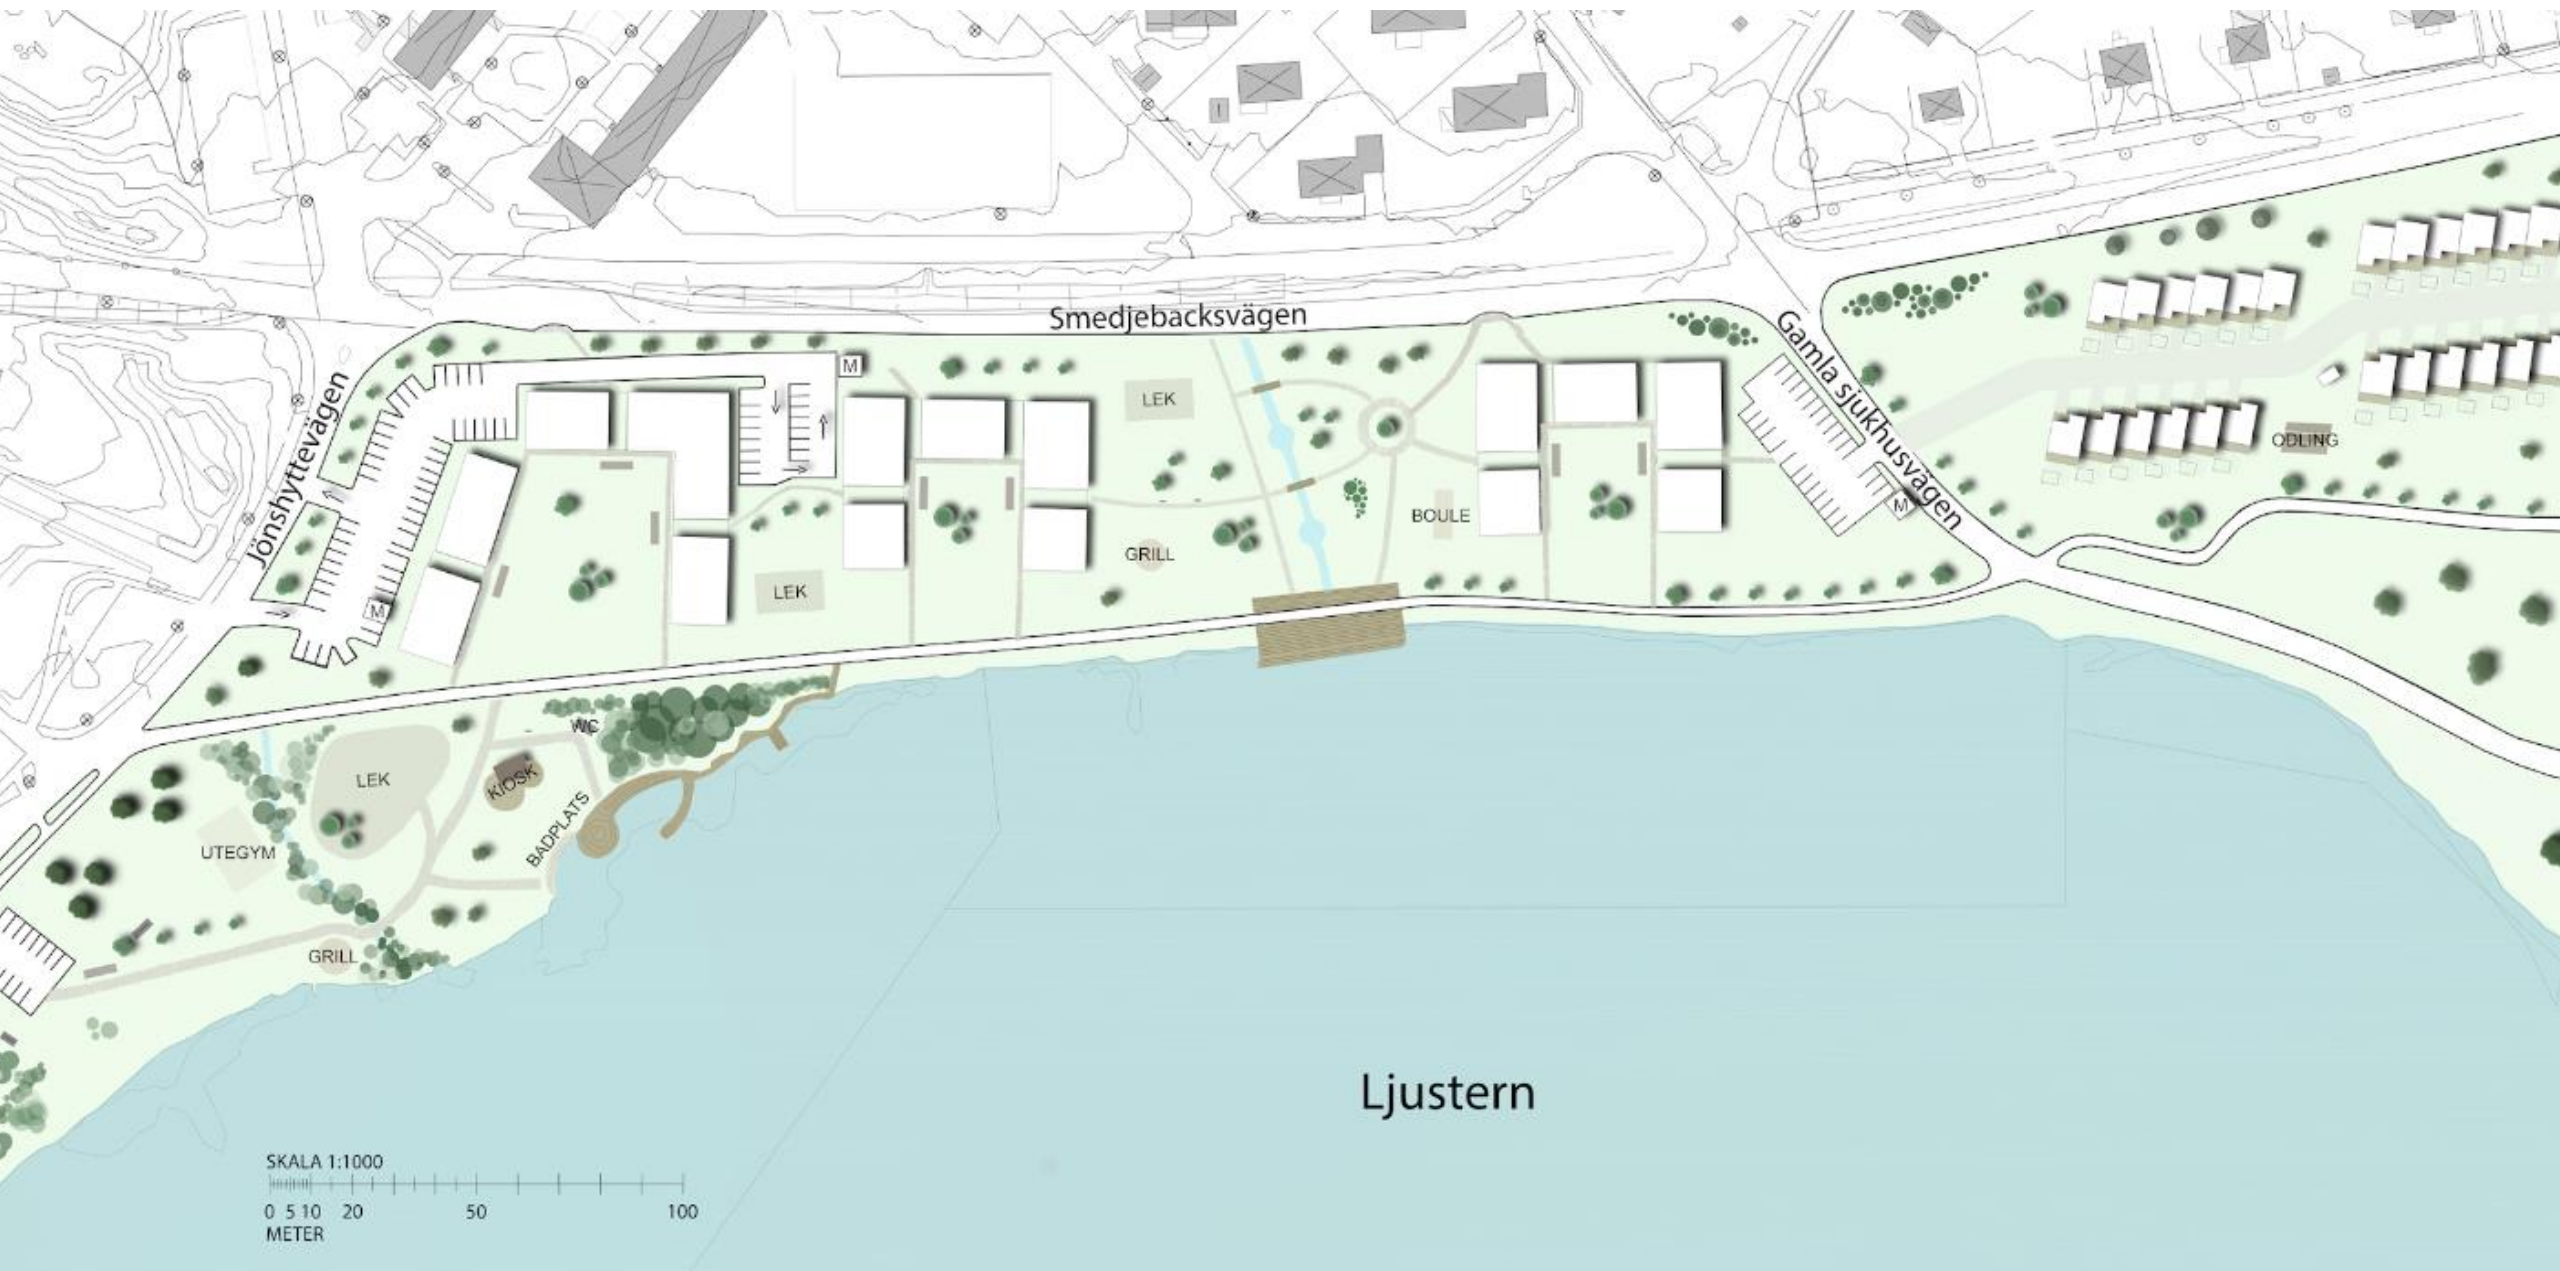 Smedjebacksvägen
Jönshyttevägen
Gamla sjukhusvägen
M
LEK
M
ODLING
BOULE
M
GRILL
LEK
M
WC
LEK
KIOSK
BADPLATS
UTEGYM
GRILL
Ljustern
SKALA 1:1000
0 5 10 20 50 100
METER